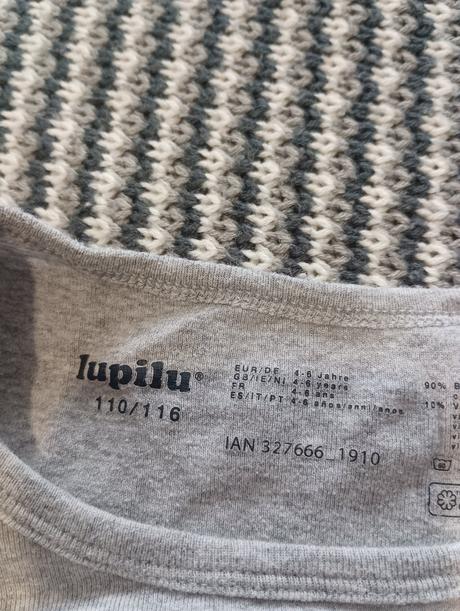 lupilu®
110/116
EUR/DE 4-6 Jahre
GB/IE/NI 4-6 years
FR 4-6 ans
ES/IT/PT 4-6 años/anni/anos
IAN 327666_1910
90% B
10% V